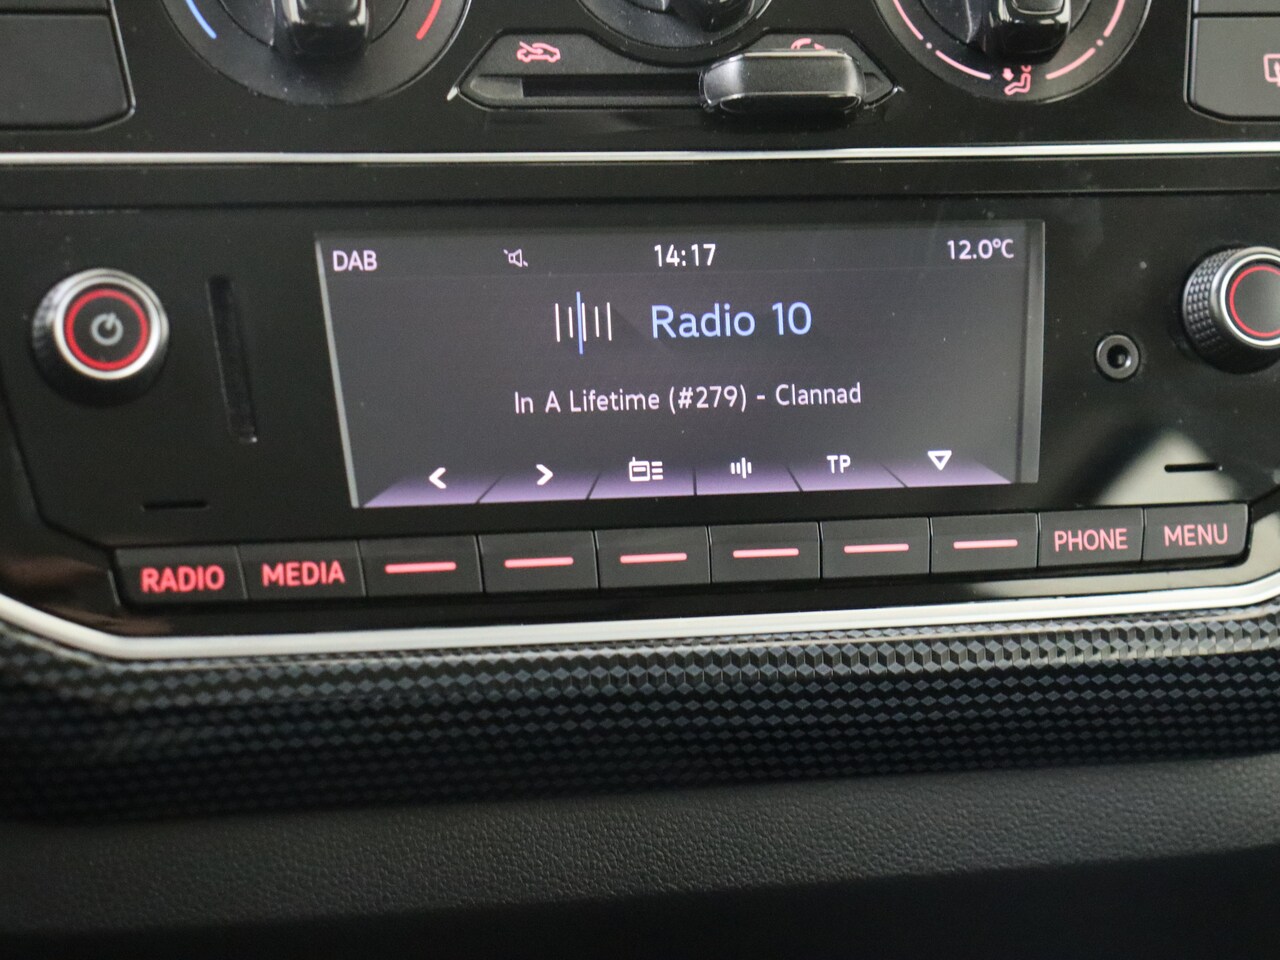 DAB 14:17 12.0°C
Radio 10
In A Lifetime (#279) - Clannad
TP
RADIO MEDIA PHONE MENU